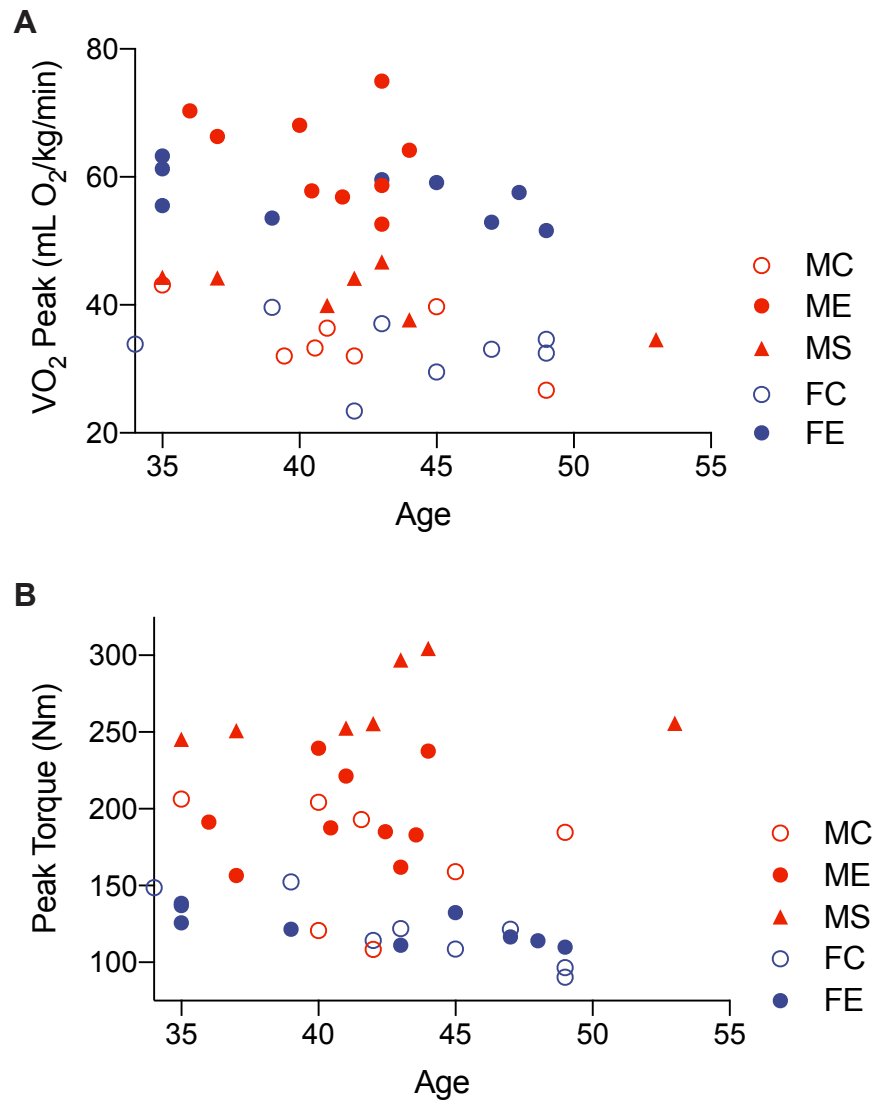 A
80
60
40
20
VO2 Peak (mL O2/kg/min)
35 40 45 50 55
Age
MC
ME
MS
FC
FE
B
300
250
200
150
100
Peak Torque (Nm)
35 40 45 50 55
Age
MC
ME
MS
FC
FE